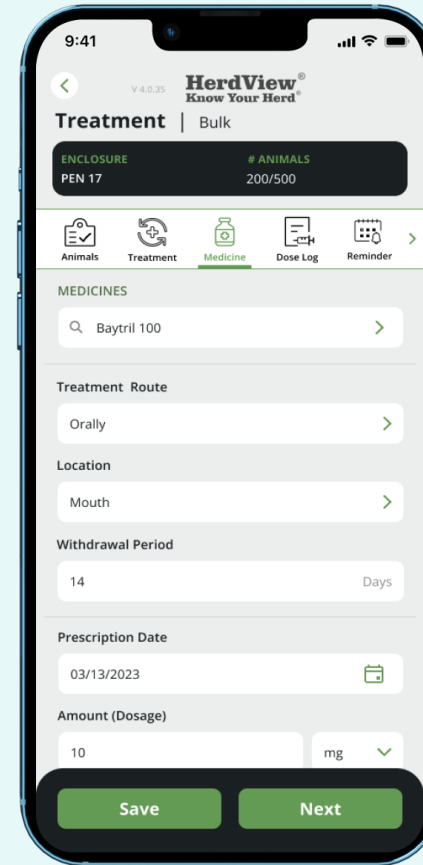 9:41
V 4.0.35
HerdView®
Know Your Herd®
Treatment | Bulk
ENCLOSURE # ANIMALS
PEN 17 200/500
Animals Treatment Medicine Dose Log Reminder
MEDICINES
Baytril 100
Treatment Route
Orally
Location
Mouth
Withdrawal Period
14 Days
Prescription Date
03/13/2023
Amount (Dosage)
10 mg
Save Next